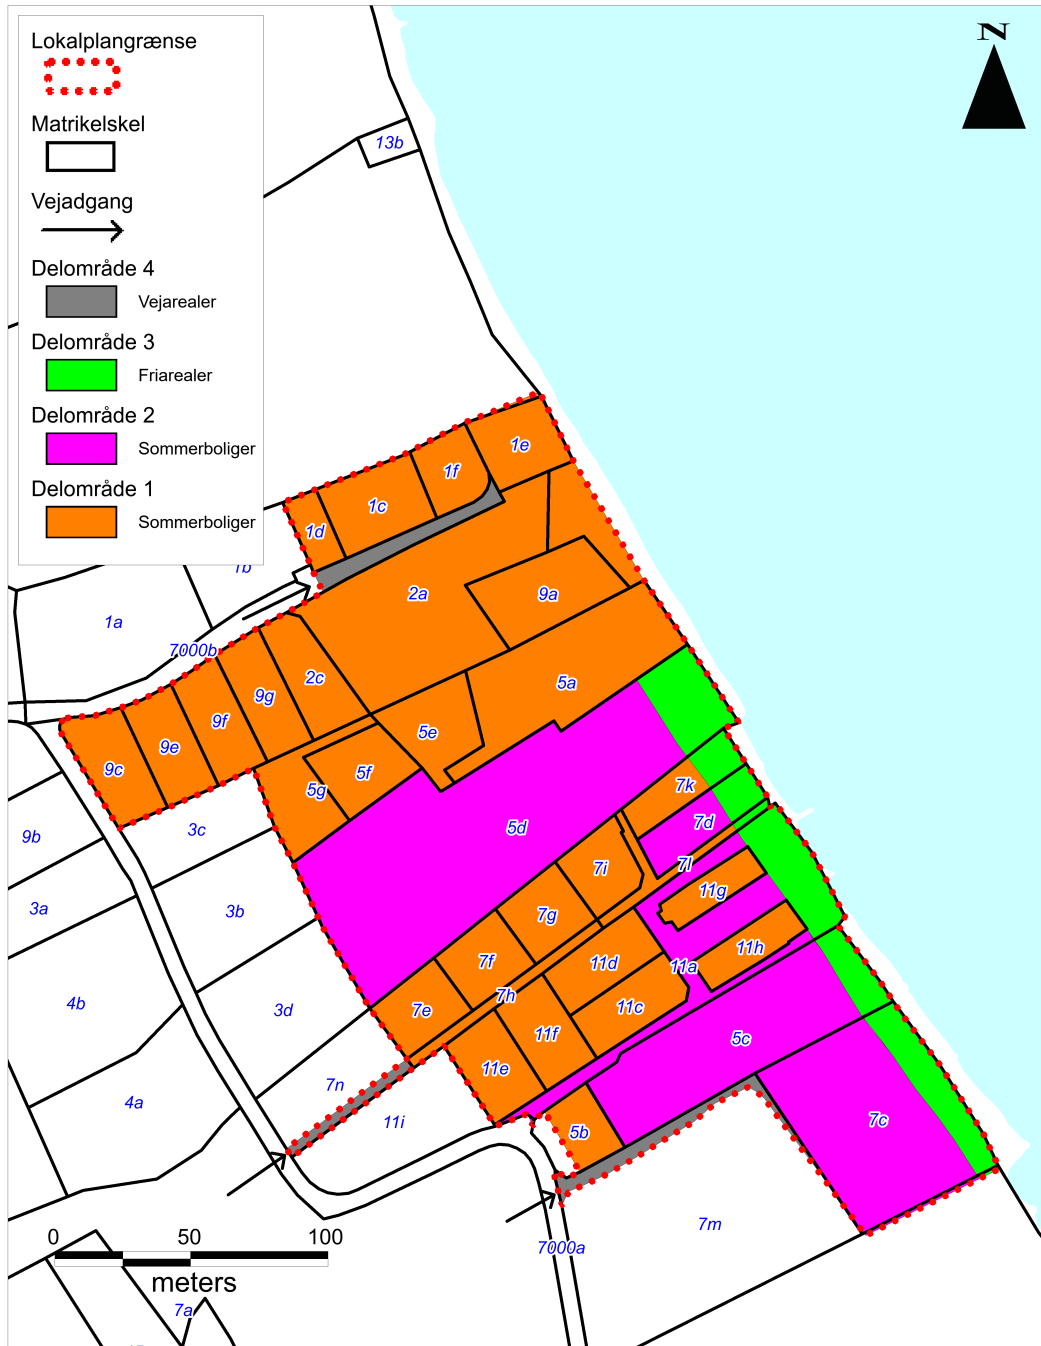 Lokalplangrænse
Matrikelskel
Vejadgang
Delområde 4
Vejarealer
Delområde 3
Friarealer
Delområde 2
Sommerboliger
Delområde 1
Sommerboliger
N
13b
1e
1f
1c
1d
1b
2a
9a
1a
7000b
2c
9g
9f
9e
9c
5a
5e
5f
5g
5d
7k
7d
7l
7i
7g
7f
7e
7h
11g
11h
11a
11d
11c
11f
11e
5b
5c
7c
3c
9b
3a
3b
3d
4b
4a
7n
11i
7m
7000a
7a
0 50 100
meters